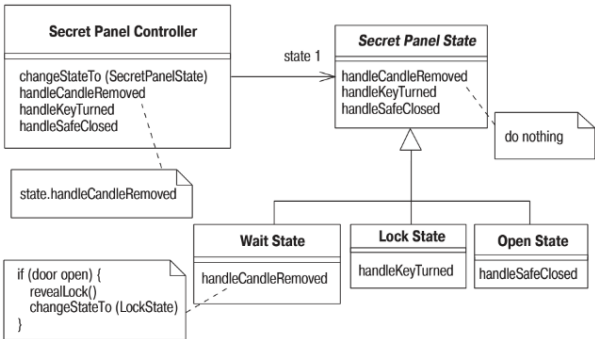 Secret Panel Controller
changeStateTo (SecretPanelState)
handleCandleRemoved
handleKeyTurned
handleSafeClosed
state.handleCandleRemoved
state 1
Secret Panel State
handleCandleRemoved
handleKeyTurned
handleSafeClosed
do nothing
Wait State
handleCandleRemoved
Lock State
handleKeyTurned
Open State
handleSafeClosed
if (door open) {
revealLock()
changeStateTo (LockState)
}